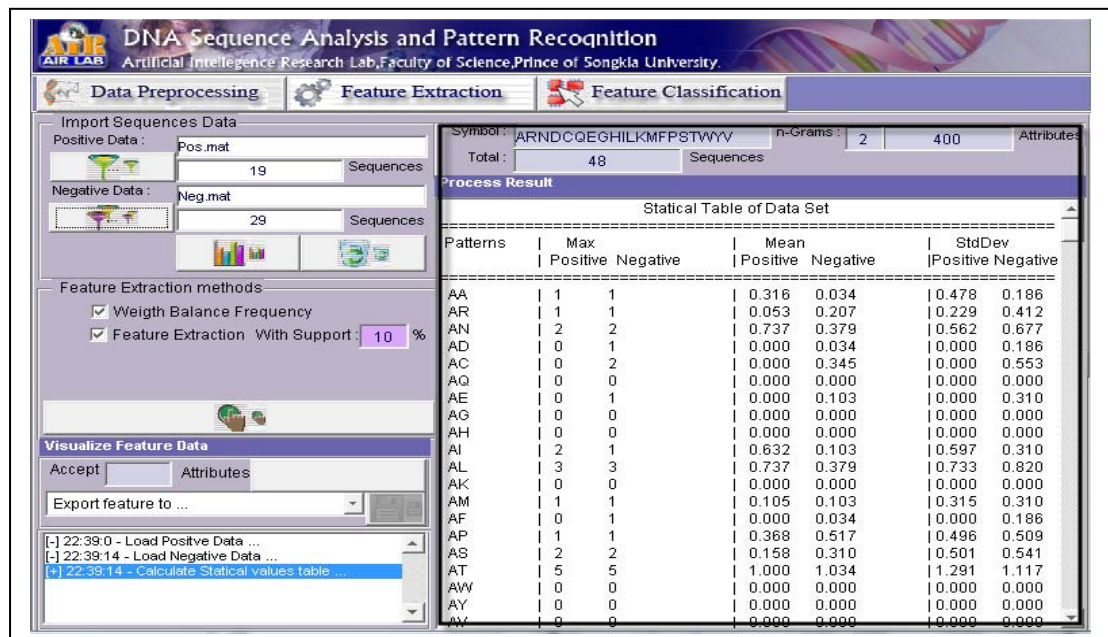 AIR LAB
DNA Sequence Analysis and Pattern Recoqnition
Artificial Intellegence Research Lab,Faculty of Science,Prince of Songkla University.
Data Preprocessing Feature Extraction Feature Classification
Import Sequences Data
Positive Data : Pos.mat
19 Sequences
Negative Data : Neg.mat
29 Sequences
Feature Extraction methods
Weigth Balance Frequency
Feature Extraction With Support : 10 %
Visualize Feature Data
Accept Attributes
Export feature to ...
[-] 22:39:0 - Load Positve Data ...
[-] 22:39:14 - Load Negative Data ...
[+] 22:39:14 - Calculate Statical values table ...
Symbol : ARNDCQEGHILKMFPSTWYV n-Grams : 2 400 Attributes
Total : 48 Sequences
Process Result
Statical Table of Data Set
==================================================
Patterns | Max | Mean | StdDev
| Positive Negative | Positive Negative |Positive Negative
==================================================
AA | 1 1 | 0.316 0.034 | 0.478 0.186
AR | 1 1 | 0.053 0.207 | 0.229 0.412
AN | 2 2 | 0.737 0.379 | 0.562 0.677
AD | 0 1 | 0.000 0.034 | 0.000 0.186
AC | 0 2 | 0.000 0.345 | 0.000 0.553
AQ | 0 0 | 0.000 0.000 | 0.000 0.000
AE | 0 1 | 0.000 0.103 | 0.000 0.310
AG | 0 0 | 0.000 0.000 | 0.000 0.000
AH | 0 0 | 0.000 0.000 | 0.000 0.000
AI | 2 1 | 0.632 0.103 | 0.597 0.310
AL | 3 3 | 0.737 0.379 | 0.733 0.820
AK | 0 0 | 0.000 0.000 | 0.000 0.000
AM | 1 1 | 0.105 0.103 | 0.315 0.310
AF | 0 1 | 0.000 0.034 | 0.000 0.186
AP | 1 1 | 0.368 0.517 | 0.496 0.509
AS | 2 2 | 0.158 0.310 | 0.501 0.541
AT | 5 5 | 1.000 1.034 | 1.291 1.117
AW | 0 0 | 0.000 0.000 | 0.000 0.000
AY | 0 0 | 0.000 0.000 | 0.000 0.000
AV | 0 0 | 0.000 0.000 | 0.000 0.000